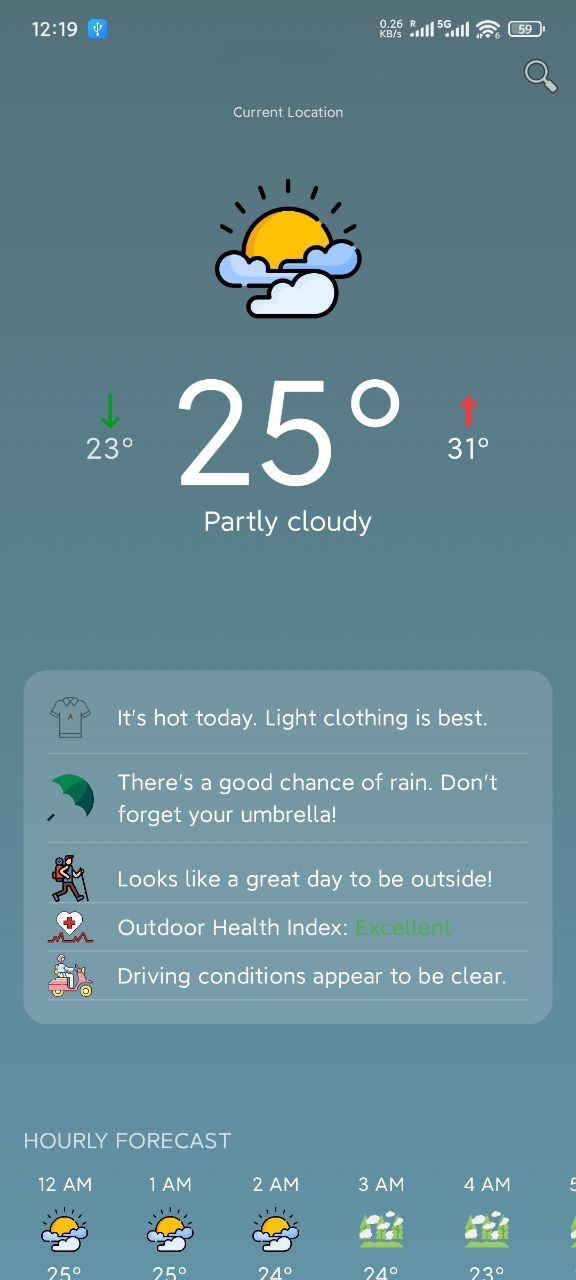 12:19
0.26 KB/s R 5G 6 59
Current Location
25°
23°
31°
Partly cloudy
A
It's hot today. Light clothing is best.
There's a good chance of rain. Don't
forget your umbrella!
Looks like a great day to be outside!
Outdoor Health Index: Excellent
Driving conditions appear to be clear.
HOURLY FORECAST
12 AM 1 AM 2 AM 3 AM 4 AM
25° 25° 24° 24° 23°